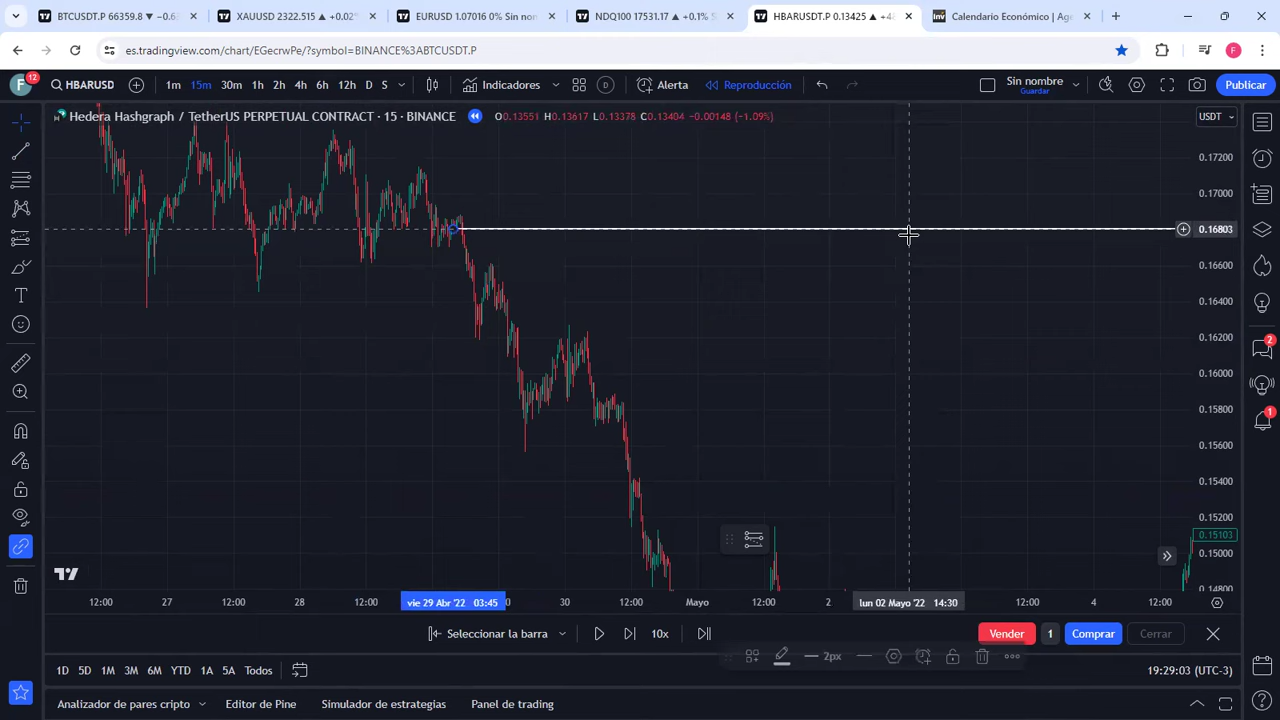 BTCUSDT.P 66359.8 ▼ −0.6
XAUUSD 2322.515 ▲ +0.02%
EURUSD 1.07016 0% Sin nom
NDQ100 17531.17 ▲ +0.1% S
HBARUSDT.P 0.13425 ▲ +4
Calendario Económico | Ag
es.tradingview.com/chart/EGecrwPe/?symbol=BINANCE%3ABTCUSDT.P
F
F 12 HBARUSD 1m 15m 30m 1h 2h 4h 6h 12h D S Indicadores D Alerta Reproducción Sin nombre Publicar
Guardar
Hedera Hashgraph / TetherUS PERPETUAL CONTRACT · 15 · BINANCE O0.13551 H0.13617 L0.13378 C0.13404 −0.00148 (−1.09%) USDT
0.17200
0.17000
0.16803
0.16600
0.16400
0.16200
2
0.16000
0.15800
1
0.15600
0.15400
0.15200
0.15103
0.15000
0.14800
12:00 27 12:00 28 12:00 vie 29 Abr '22 03:45 0 30 12:00 Mayo 12:00 2 lun 02 Mayo '22 14:30 12:00 4 12:00
Seleccionar la barra 10x Vender 1 Comprar Cerrar
2px
1D 5D 1M 3M 6M YTD 1A 5A Todo 19:29:03 (UTC-3)
Analizador de pares cripto Editor de Pine Simulador de estrategias Panel de trading